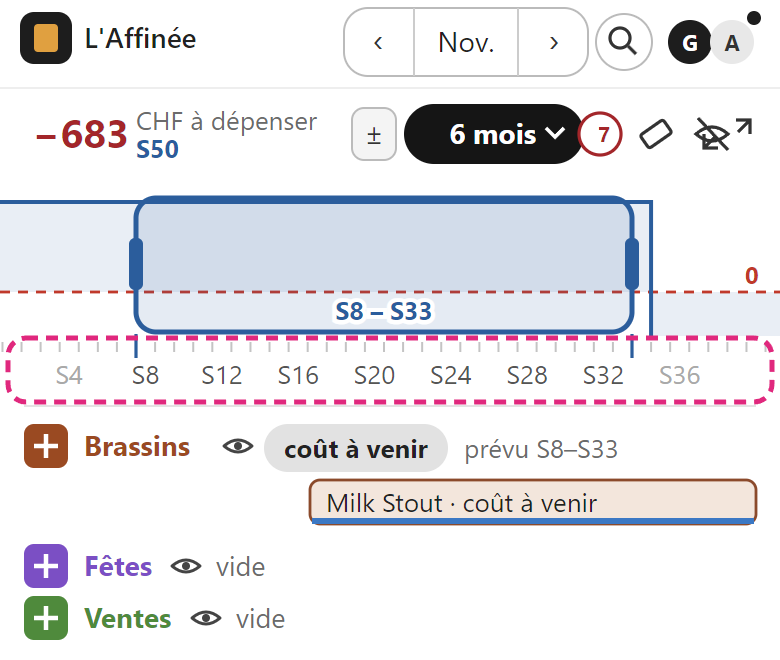 L'Affinée
‹ Nov. › G A
−683 CHF à dépenser
S50
± 6 mois 7
0
S8 – S33
S4 S8 S12 S16 S20 S24 S28 S32 S36
Brassins coût à venir prévu S8–S33
Milk Stout · coût à venir
Fêtes vide
Ventes vide